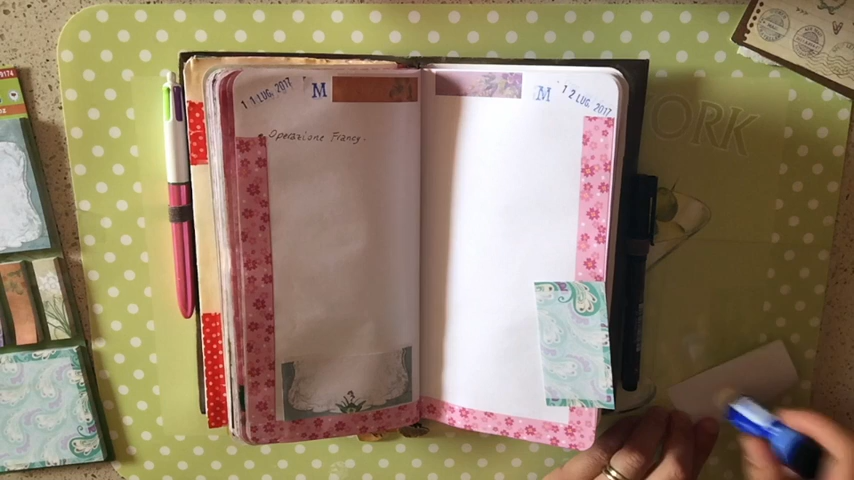 11 LUG. 2017
M
M
12 LUG. 2017
Operazione Francy.
YORK